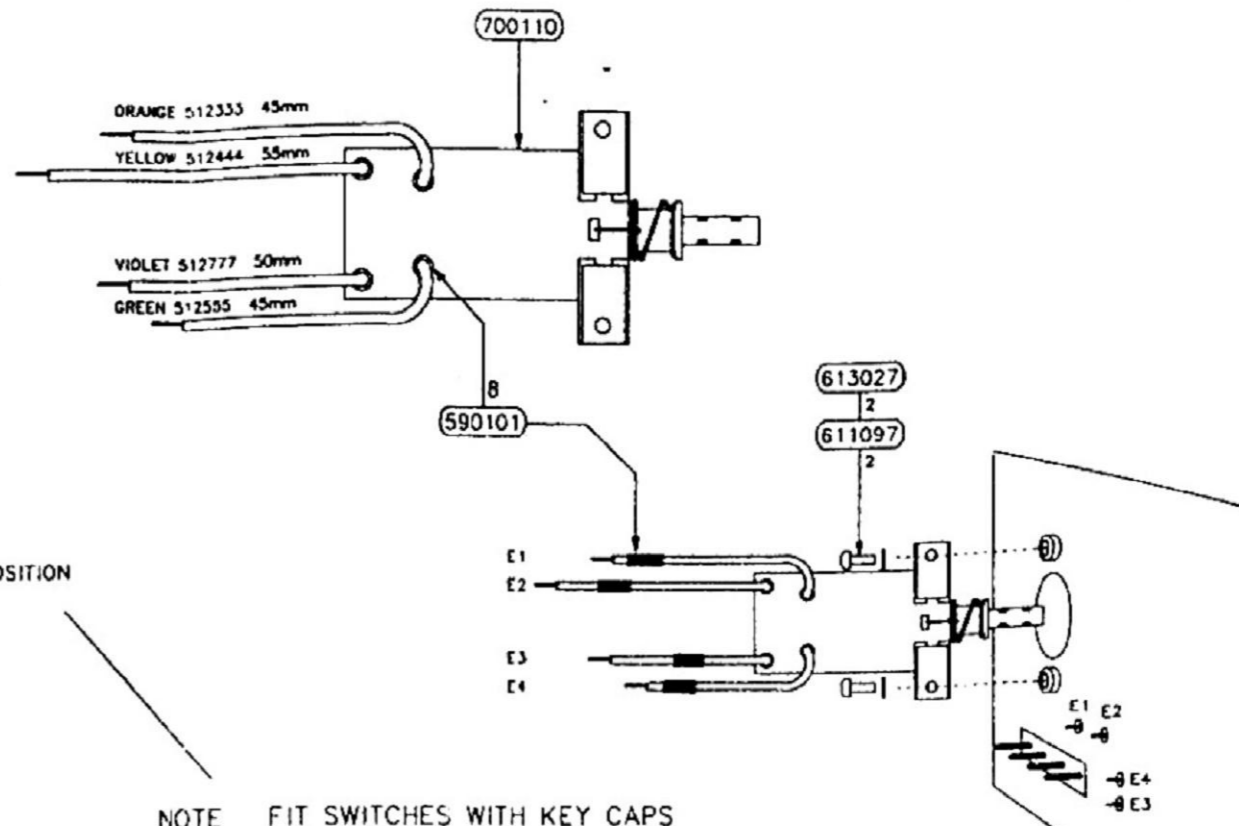 700110
ORANGE 512333 45mm
YELLOW 512444 55mm
VIOLET 512777 50mm
GREEN 512555 45mm
8
590101
613027
2
611097
2
E1
E2
E3
E4
OSITION
E1 E2
E4
E3
NOTE FIT SWITCHES WITH KEY CAPS